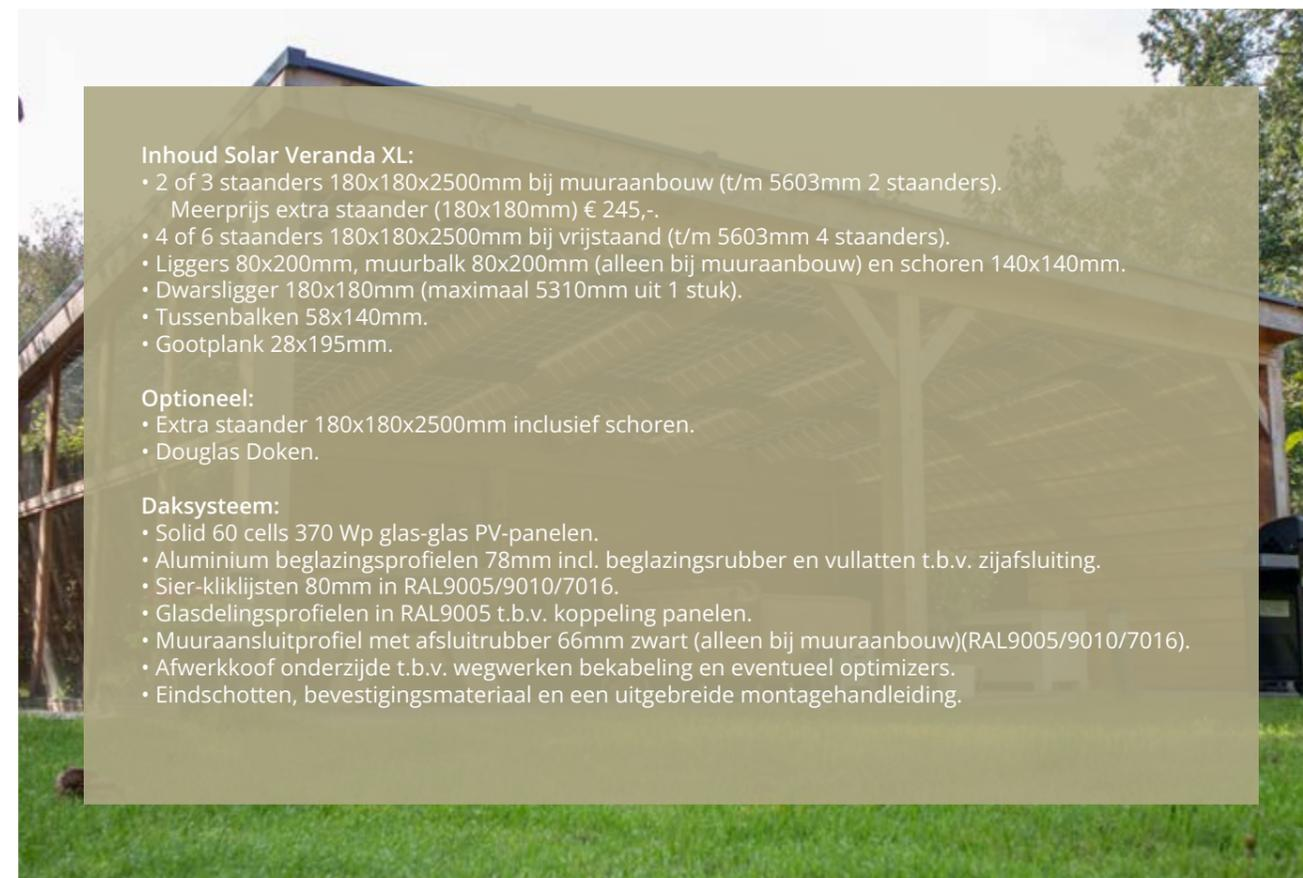 Inhoud Solar Veranda XL:
• 2 of 3 staanders 180x180x2500mm bij muuraanbouw (t/m 5603mm 2 staanders).
Meerprijs extra staander (180x180mm) € 245,-.
• 4 of 6 staanders 180x180x2500mm bij vrijstaand (t/m 5603mm 4 staanders).
• Liggers 80x200mm, muurbalk 80x200mm (alleen bij muuraanbouw) en schoren 140x140mm.
• Dwarsligger 180x180mm (maximaal 5310mm uit 1 stuk).
• Tussenbalken 58x140mm.
• Gootplank 28x195mm.
Optioneel:
• Extra staander 180x180x2500mm inclusief schoren.
• Douglas Doken.
Daksysteem:
• Solid 60 cells 370 Wp glas-glas PV-panelen.
• Aluminium beglazingsprofielen 78mm incl. beglazingsrubber en vullatten t.b.v. zijafsluiting.
• Sier-kliklijsten 80mm in RAL9005/9010/7016.
• Glasdelingsprofielen in RAL9005 t.b.v. koppeling panelen.
• Muuraansluitprofiel met afsluitrubber 66mm zwart (alleen bij muuraanbouw)(RAL9005/9010/7016).
• Afwerkkoof onderzijde t.b.v. wegwerken bekabeling en eventueel optimizers.
• Eindschotten, bevestigingsmateriaal en een uitgebreide montagehandleiding.